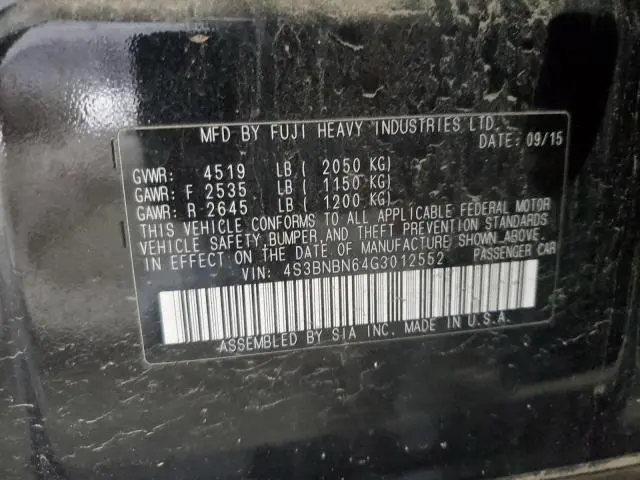 MFD BY FUJI HEAVY INDUSTRIES LTD.
DATE: 09/15
GVWR: 4519 LB ( 2050 KG)
GAWR: F 2535 LB ( 1150 KG)
GAWR: R 2645 LB ( 1200 KG)
THIS VEHICLE CONFORMS TO ALL APPLICABLE FEDERAL MOTOR
VEHICLE SAFETY, BUMPER, AND THEFT PREVENTION STANDARDS
IN EFFECT ON THE DATE OF MANUFACTURE SHOWN ABOVE.
VIN: 4S3BNBN64G3012552 PASSENGER CAR
ASSEMBLED BY SIA INC. MADE IN U.S.A.